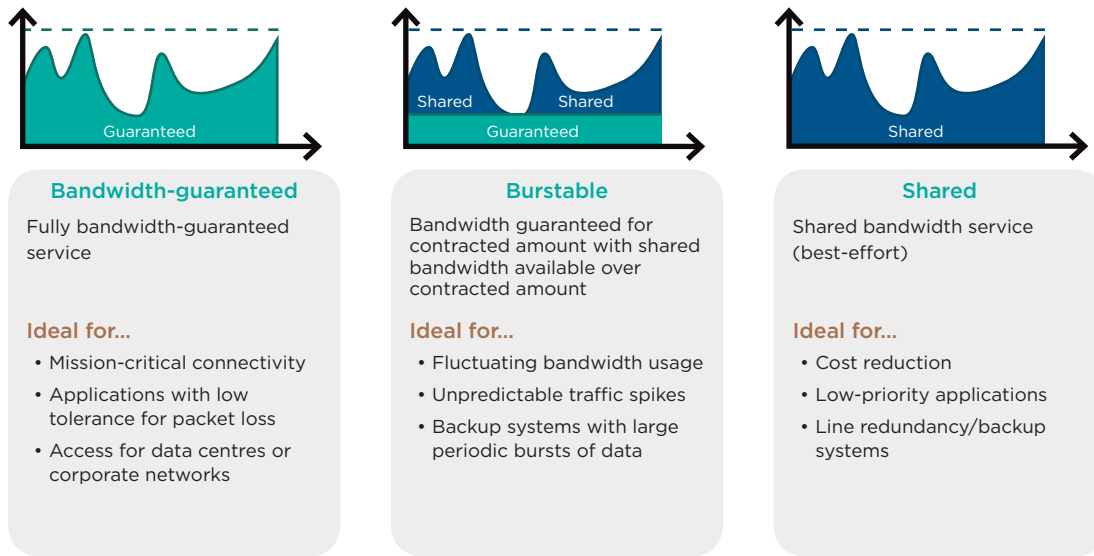 Guaranteed
Bandwidth-guaranteed
Fully bandwidth-guaranteed
service
Ideal for...
• Mission-critical connectivity
• Applications with low
tolerance for packet loss
• Access for data centres or
corporate networks
Shared
Shared
Guaranteed
Burstable
Bandwidth guaranteed for
contracted amount with shared
bandwidth available over
contracted amount
Ideal for...
• Fluctuating bandwidth usage
• Unpredictable traffic spikes
• Backup systems with large
periodic bursts of data
Shared
Shared
Shared bandwidth service
(best-effort)
Ideal for...
• Cost reduction
• Low-priority applications
• Line redundancy/backup
systems